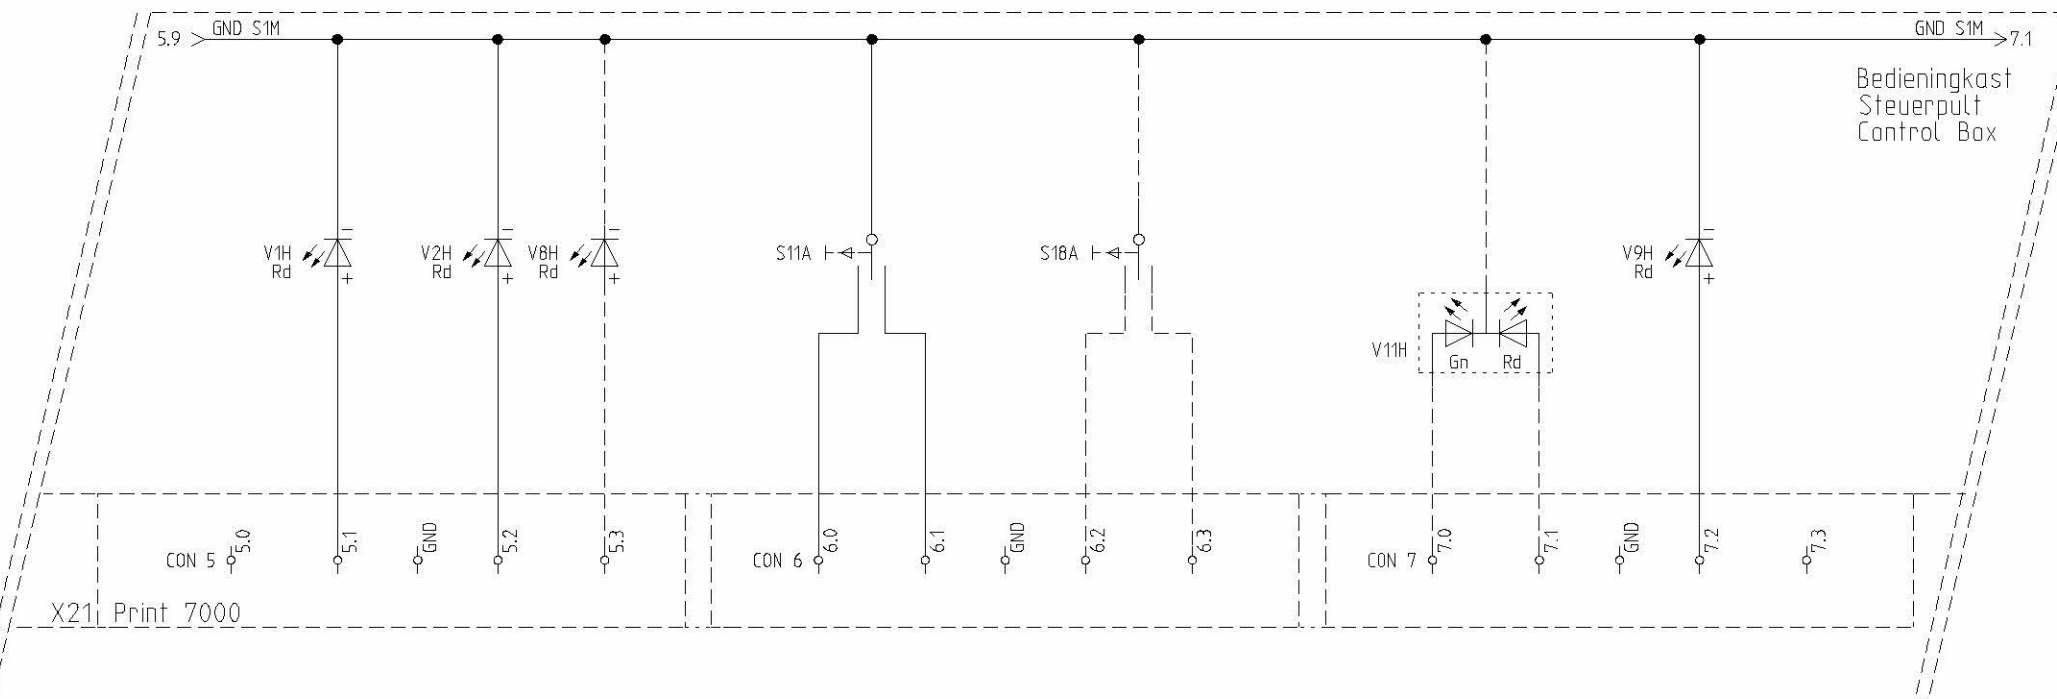 5.9
GND S1M
GND S1M
7.1
Bedieningkast
Steuerpult
Control Box
V1H
Rd
-
+
V2H
Rd
-
+
V8H
Rd
-
+
S11A
S18A
V11H
Gn
Rd
V9H
Rd
-
+
CON 5
5.0
5.1
GND
5.2
5.3
CON 6
6.0
6.1
GND
6.2
6.3
CON 7
7.0
7.1
GND
7.2
7.3
X21 Print 7000